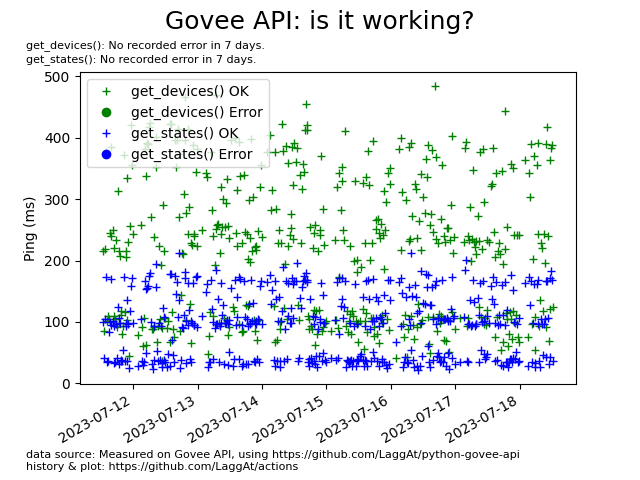 Govee API: is it working?
get_devices(): No recorded error in 7 days.
get_states(): No recorded error in 7 days.
500
400
300
200
100
0
Ping (ms)
get_devices() OK
get_devices() Error
get_states() OK
get_states() Error
2023-07-12
2023-07-13
2023-07-14
2023-07-15
2023-07-16
2023-07-17
2023-07-18
data source: Measured on Govee API, using https://github.com/LaggAt/python-govee-api
history & plot: https://github.com/LaggAt/actions